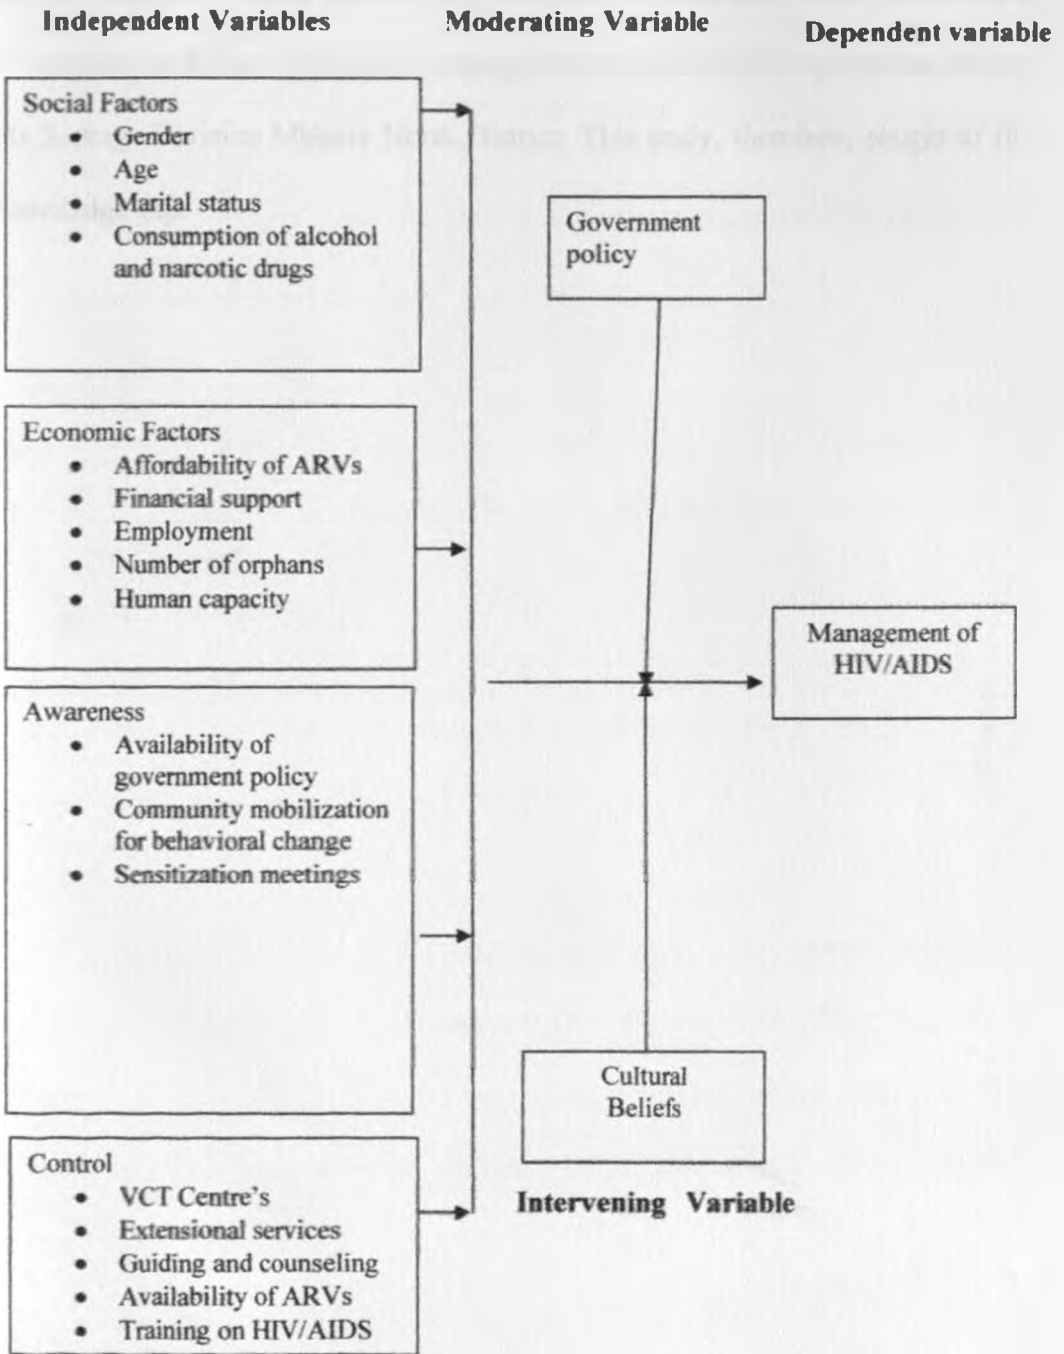 Independent Variables
Moderating Variable
Dependent variable
Social Factors
• Gender
• Age
• Marital status
• Consumption of alcohol
and narcotic drugs
Government
policy
Economic Factors
• Affordability of ARVs
• Financial support
• Employment
• Number of orphans
• Human capacity
Management of
HIV/AIDS
Awareness
• Availability of
government policy
• Community mobilization
for behavioral change
• Sensitization meetings
Cultural
Beliefs
Intervening Variable
Control
• VCT Centre's
• Extensional services
• Guiding and counseling
• Availability of ARVs
• Training on HIV/AIDS